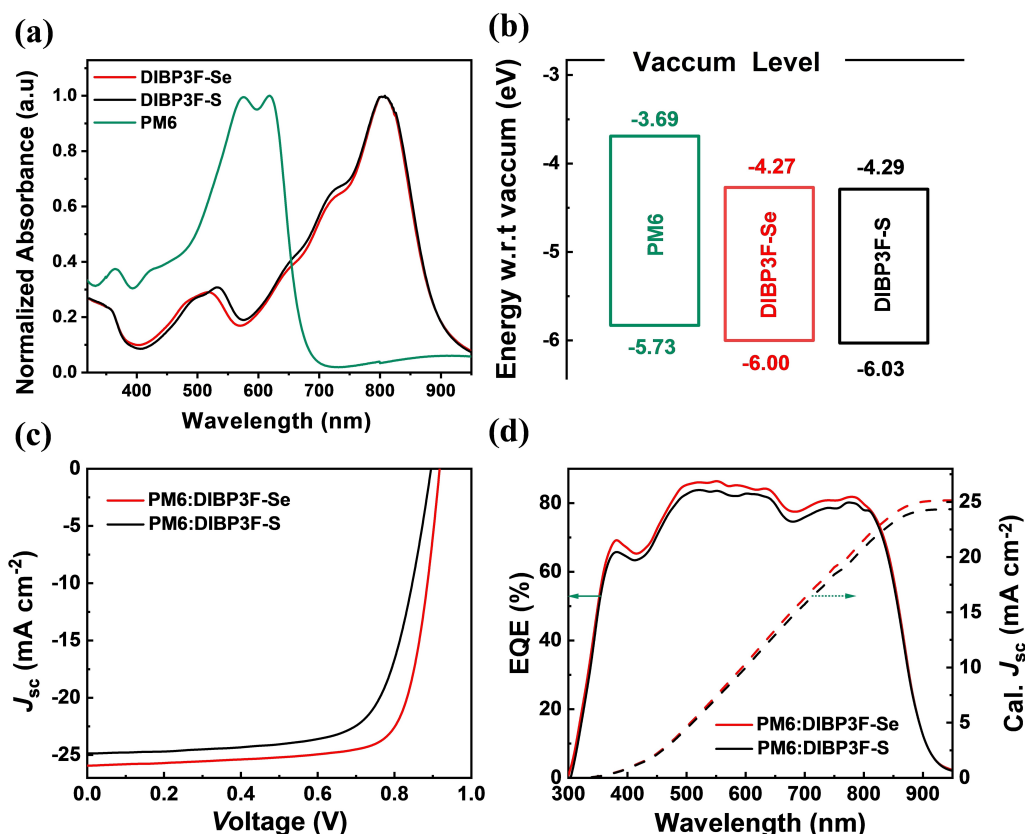 (a)
DIBP3F-Se
DIBP3F-S
PM6
Normalized Absorbance (a.u)
1.0
0.8
0.6
0.4
0.2
0.0
400 500 600 700 800 900
Wavelength (nm)
(b)
Vaccum Level
Energy w.r.t vaccum (eV)
-3
-4
-5
-6
-3.69
PM6
-5.73
-4.27
DIBP3F-Se
-6.00
-4.29
DIBP3F-S
-6.03
(c)
PM6:DIBP3F-Se
PM6:DIBP3F-S
Jsc (mA cm-2)
0
-5
-10
-15
-20
-25
0.0 0.2 0.4 0.6 0.8 1.0
Voltage (V)
(d)
EQE (%)
80
60
40
20
0
PM6:DIBP3F-Se
PM6:DIBP3F-S
25
20
15
10
5
0
Cal. Jsc (mA cm-2)
300 400 500 600 700 800 900
Wavelength (nm)